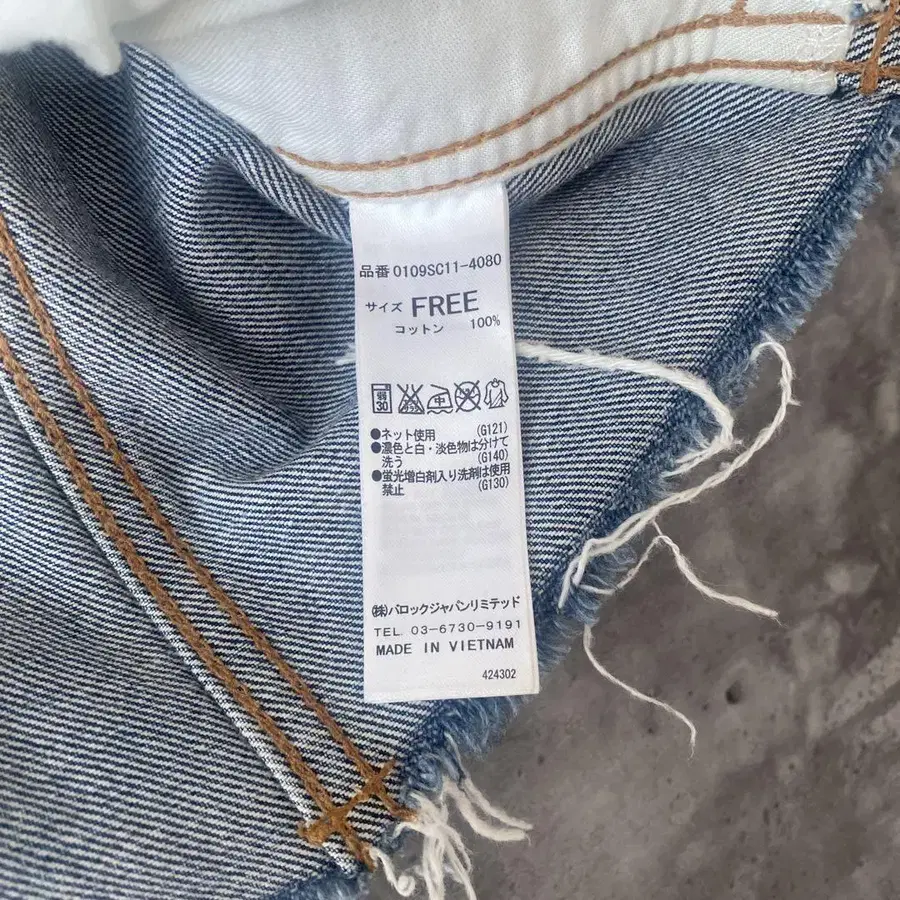 品番 0109SC11-4080
サイズ FREE
コットン 100%
弱
30
中
●ネット使用 (G121)
●濃色と白・淡色物は分けて
洗う (G140)
●蛍光増白剤入り洗剤は使用
禁止 (G130)
㈱バロックジャパンリミテッド
TEL. 03-6730-9191
MADE IN VIETNAM
424302